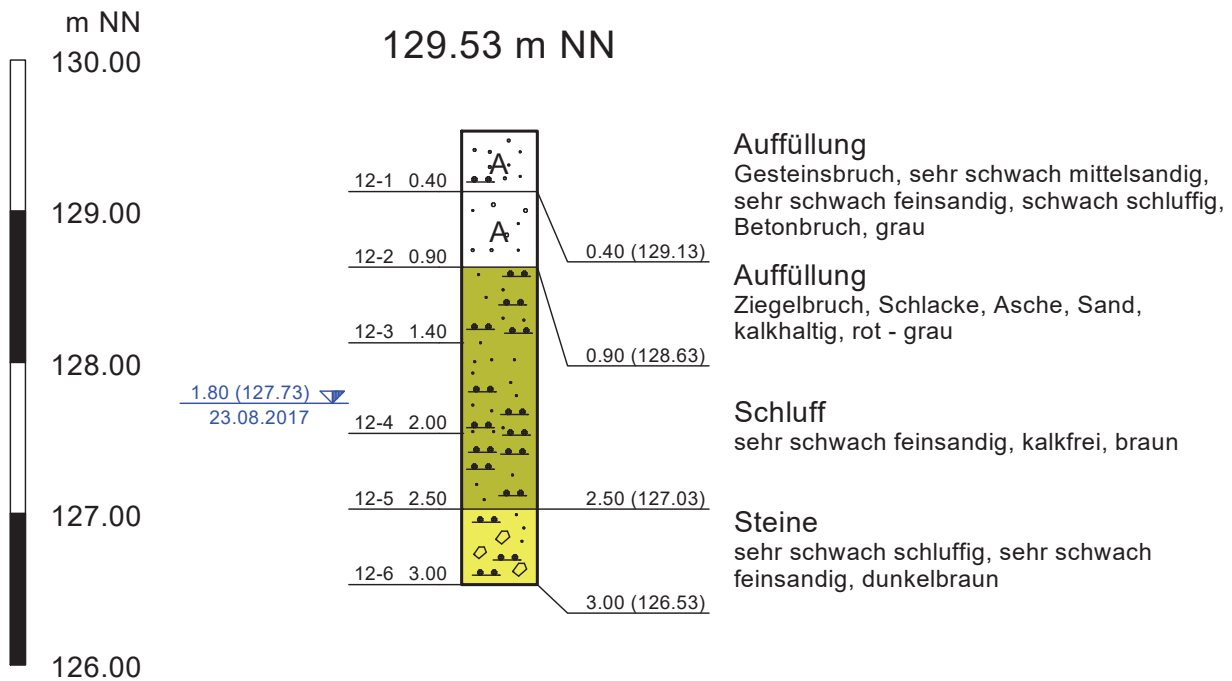 m NN
129.53 m NN
130.00
129.00
128.00
127.00
126.00
1.80 (127.73)
23.08.2017
12-1 0.40
12-2 0.90
12-3 1.40
12-4 2.00
12-5 2.50
12-6 3.00
A
A
0.40 (129.13)
0.90 (128.63)
2.50 (127.03)
3.00 (126.53)
Auffüllung
Gesteinsbruch, sehr schwach mittelsandig,
sehr schwach feinsandig, schwach schluffig,
Betonbruch, grau
Auffüllung
Ziegelbruch, Schlacke, Asche, Sand,
kalkhaltig, rot - grau
Schluff
sehr schwach feinsandig, kalkfrei, braun
Steine
sehr schwach schluffig, sehr schwach
feinsandig, dunkelbraun